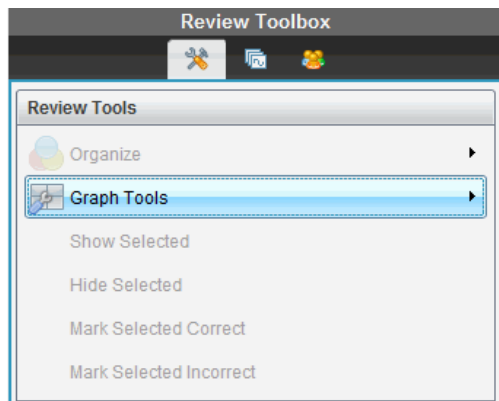 Review Toolbox
Review Tools
Organize
Graph Tools
Show Selected
Hide Selected
Mark Selected Correct
Mark Selected Incorrect